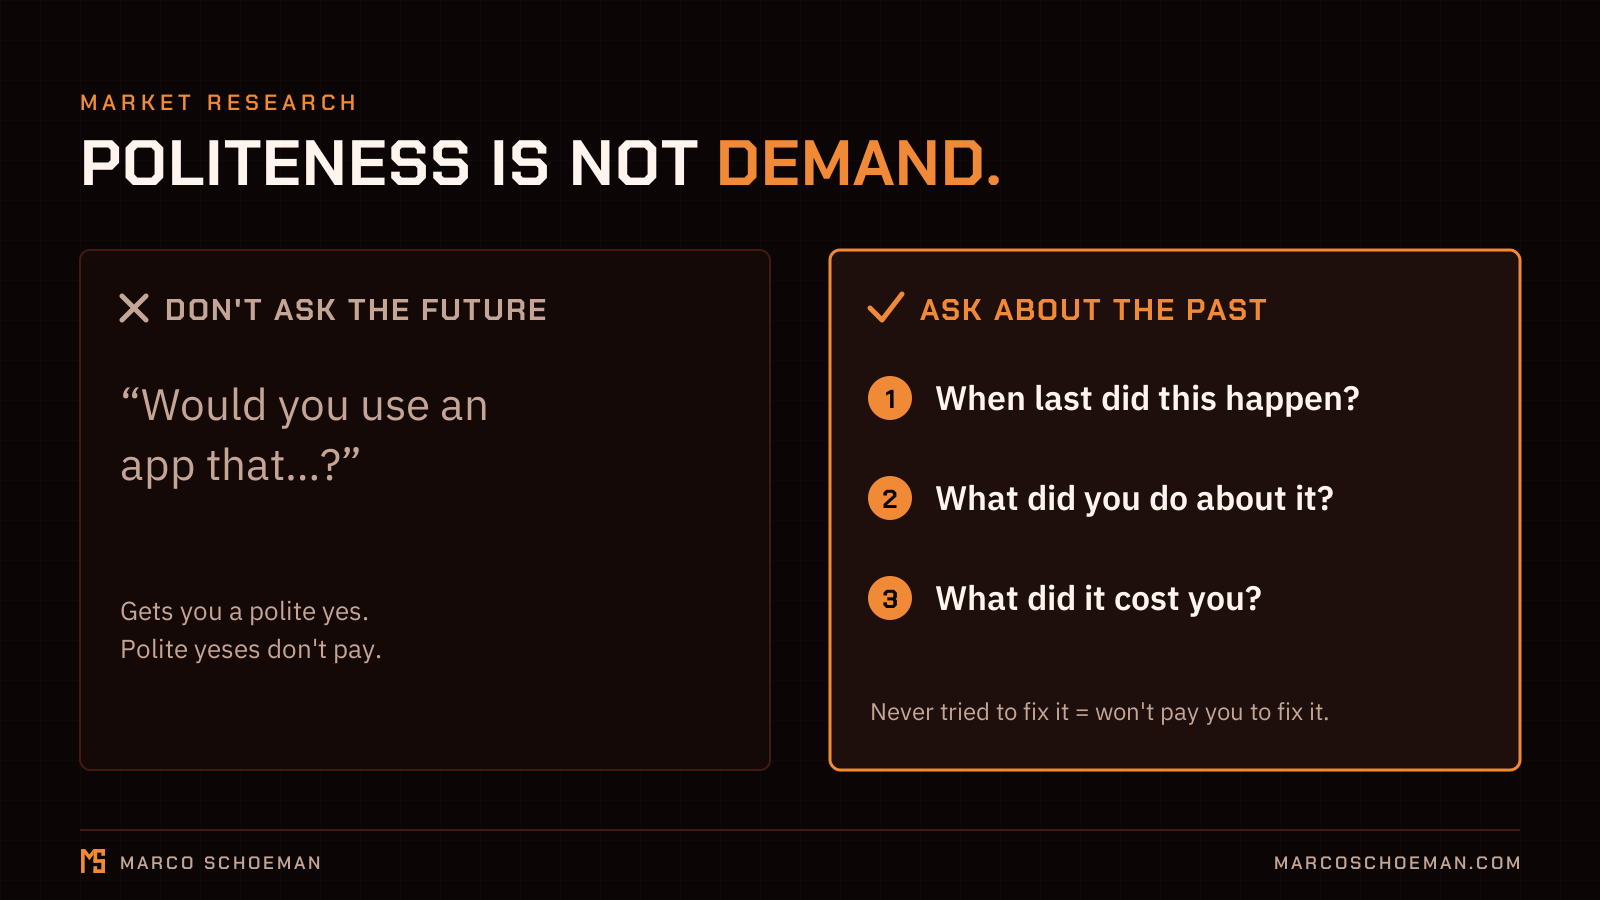 MARKET RESEARCH
POLITENESS IS NOT DEMAND.
DON'T ASK THE FUTURE
“Would you use an
app that...?”
Gets you a polite yes.
Polite yeses don't pay.
ASK ABOUT THE PAST
1 When last did this happen?
2 What did you do about it?
3 What did it cost you?
Never tried to fix it = won't pay you to fix it.
MS MARCO SCHOEMAN
MARCOSCHOEMAN.COM